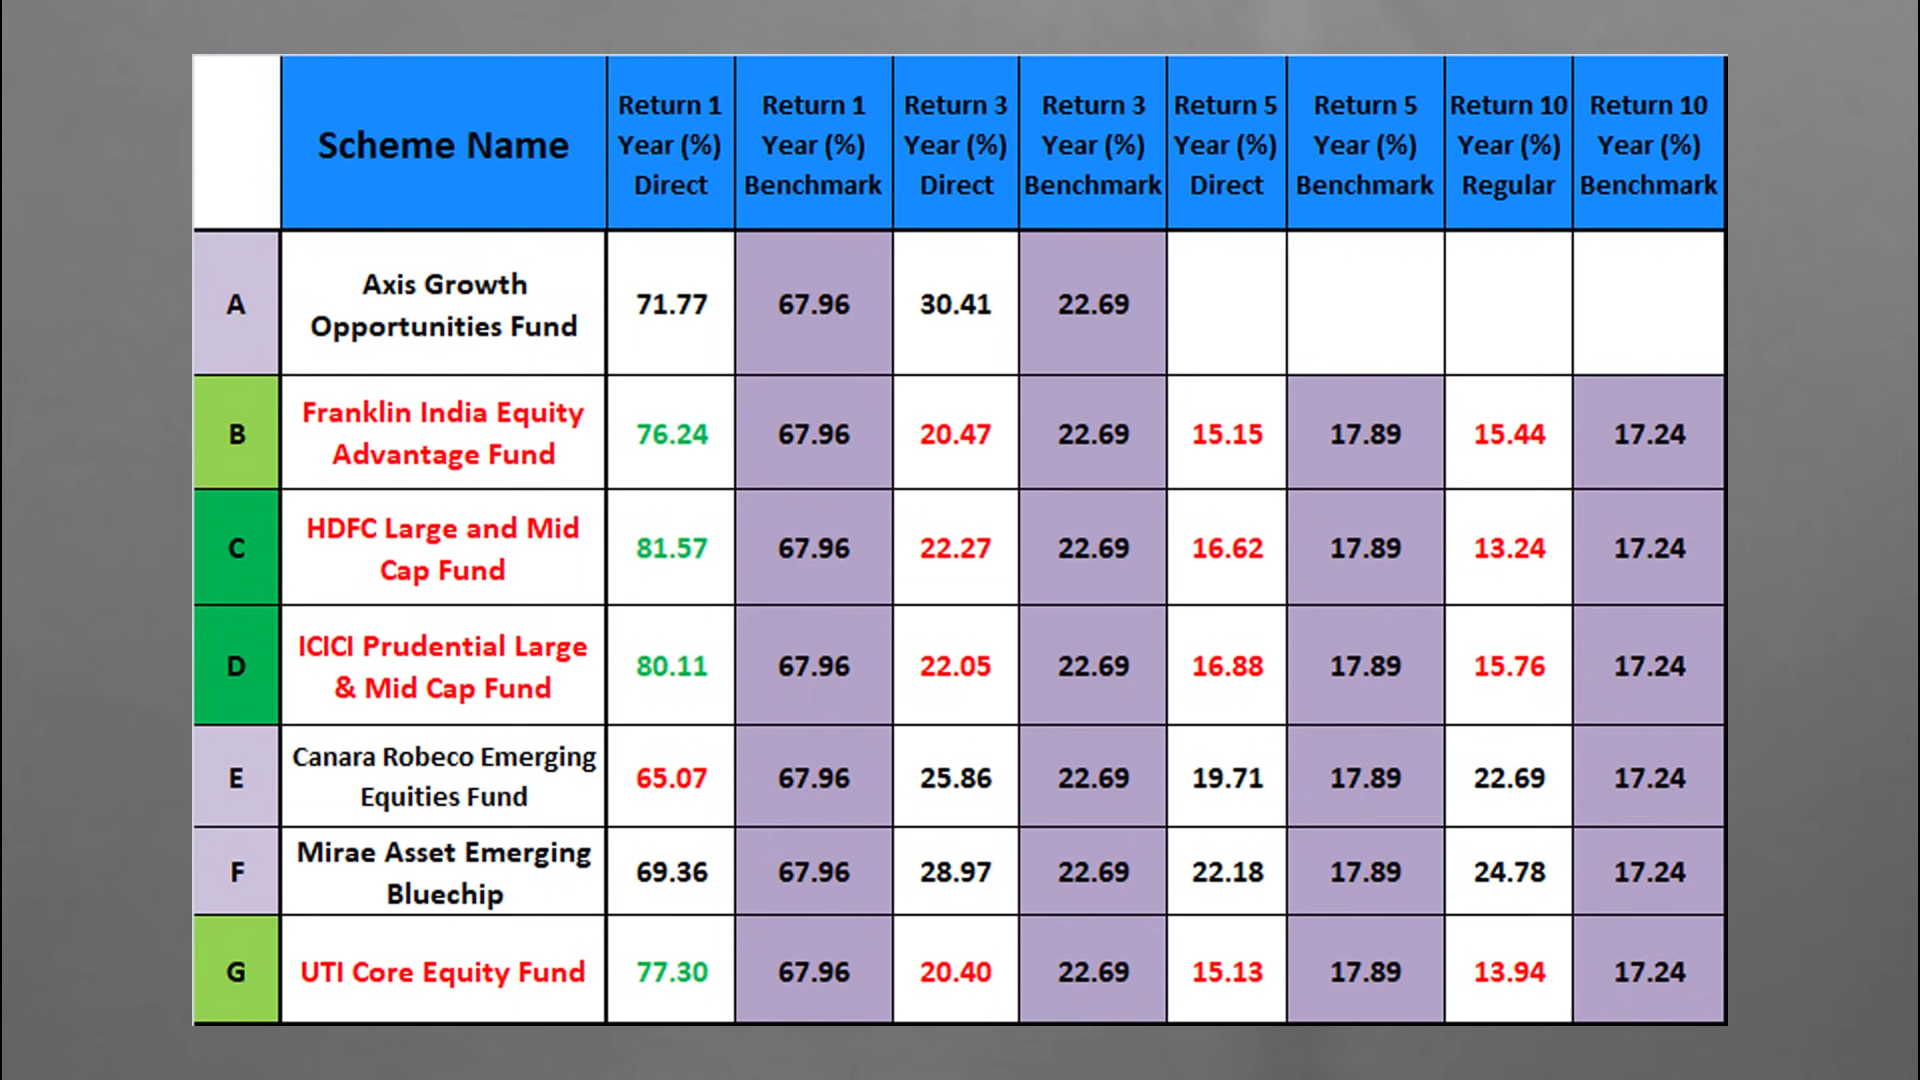 Scheme Name
Return 1 Year (%) Direct
Return 1 Year (%) Benchmark
Return 3 Year (%) Direct
Return 3 Year (%) Benchmark
Return 5 Year (%) Direct
Return 5 Year (%) Benchmark
Return 10 Year (%) Regular
Return 10 Year (%) Benchmark
A
Axis Growth
Opportunities Fund
71.77 67.96 30.41 22.69
B
Franklin India Equity
Advantage Fund
76.24 67.96 20.47 22.69 15.15 17.89 15.44 17.24
C
HDFC Large and Mid
Cap Fund
81.57 67.96 22.27 22.69 16.62 17.89 13.24 17.24
D
ICICI Prudential Large
& Mid Cap Fund
80.11 67.96 22.05 22.69 16.88 17.89 15.76 17.24
E
Canara Robeco Emerging
Equities Fund
65.07 67.96 25.86 22.69 19.71 17.89 22.69 17.24
F
Mirae Asset Emerging
Bluechip
69.36 67.96 28.97 22.69 22.18 17.89 24.78 17.24
G
UTI Core Equity Fund
77.30 67.96 20.40 22.69 15.13 17.89 13.94 17.24